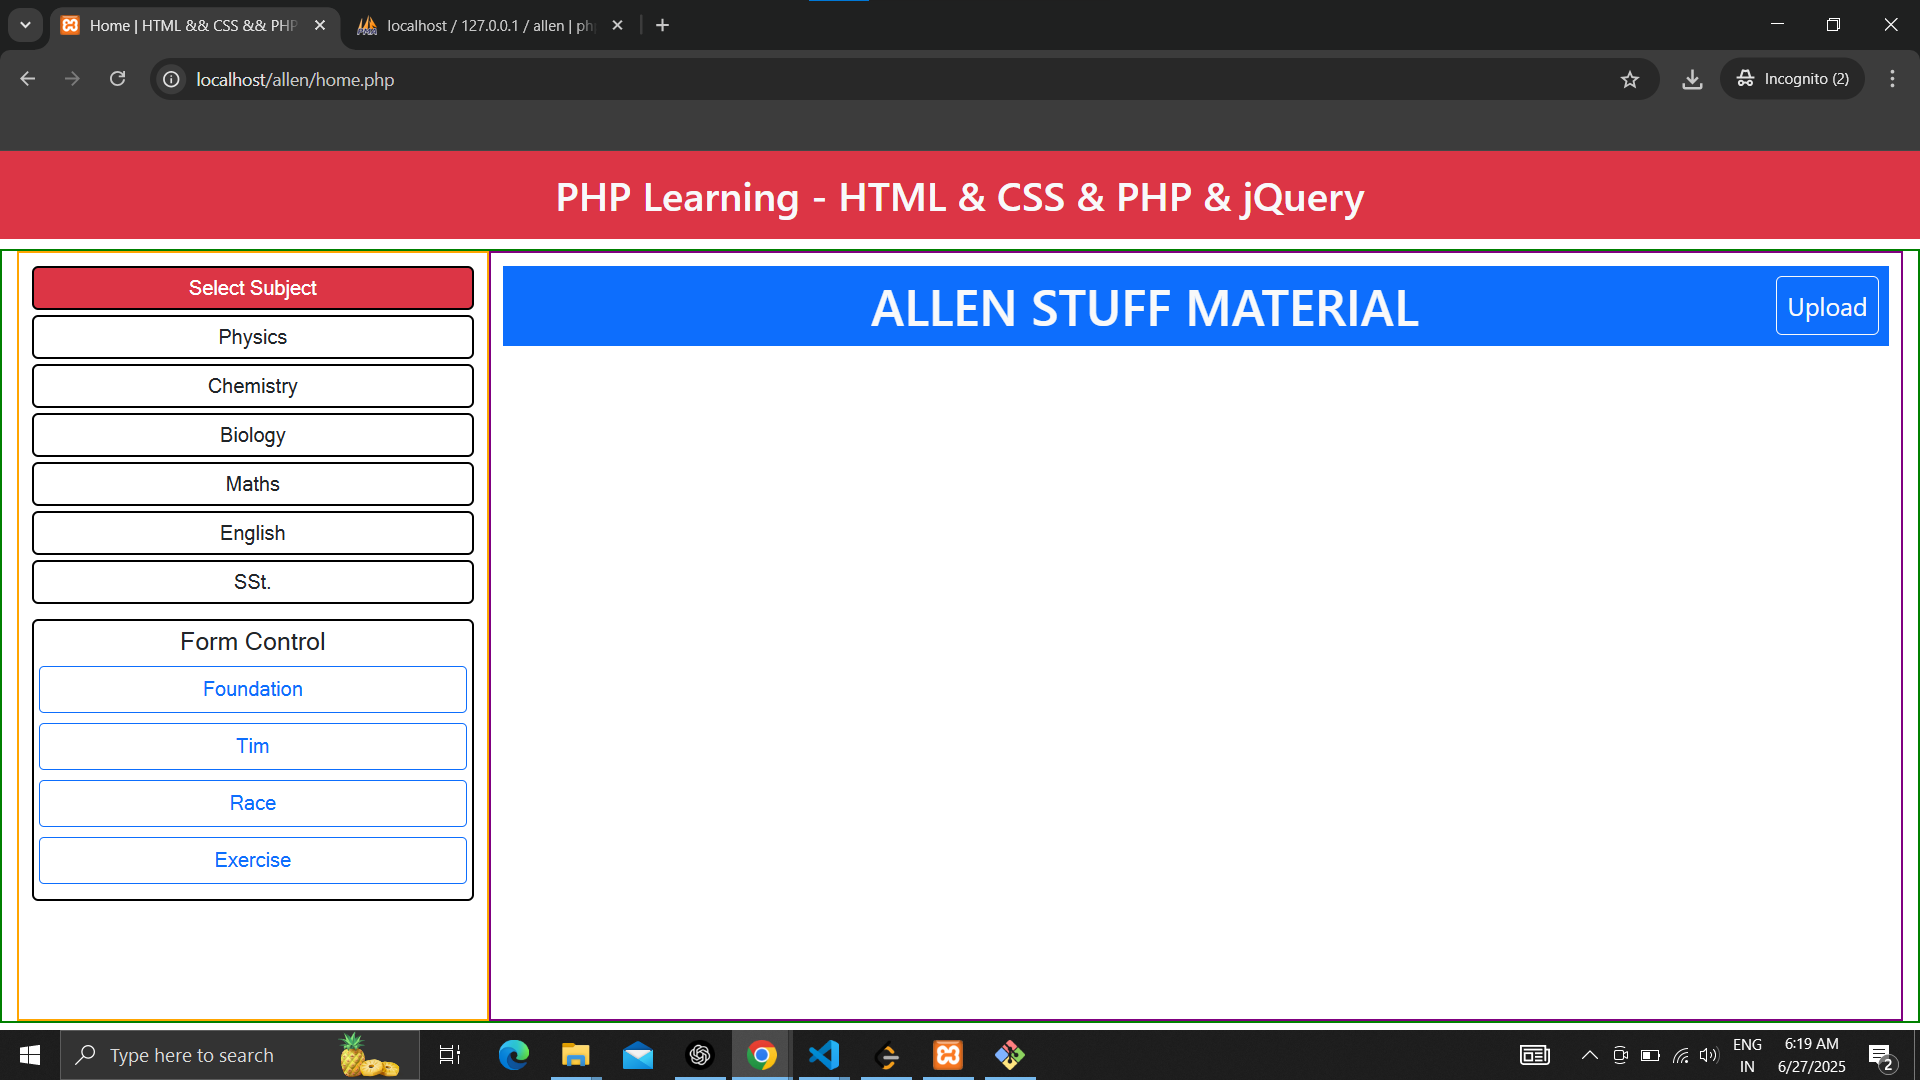 Home | HTML && CSS && PHP
localhost / 127.0.0.1 / allen | ph
localhost/allen/home.php
Incognito (2)
PHP Learning - HTML & CSS & PHP & jQuery
Select Subject
Physics
Chemistry
Biology
Maths
English
SSt.
Form Control
Foundation
Tim
Race
Exercise
ALLEN STUFF MATERIAL
Upload
Type here to search
ENG
IN
6:19 AM
6/27/2025
2